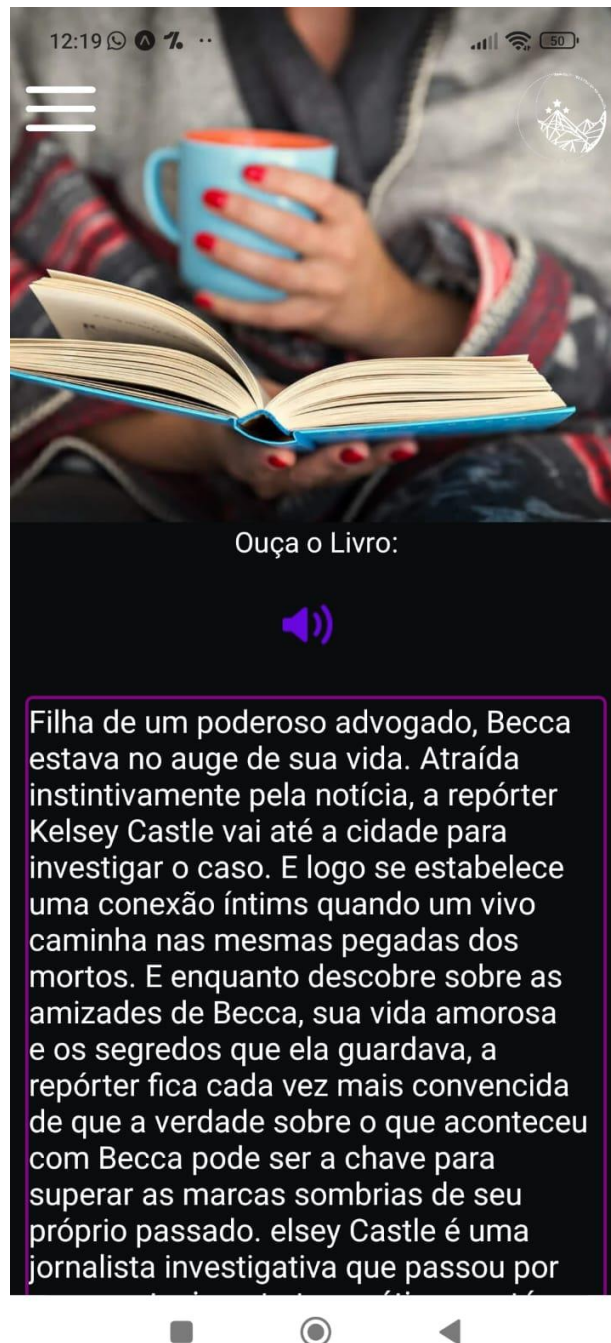 12:19
50
Ouça o Livro:
Filha de um poderoso advogado, Becca
estava no auge de sua vida. Atraída
instintivamente pela notícia, a repórter
Kelsey Castle vai até a cidade para
investigar o caso. E logo se estabelece
uma conexão íntims quando um vivo
caminha nas mesmas pegadas dos
mortos. E enquanto descobre sobre as
amizades de Becca, sua vida amorosa
e os segredos que ela guardava, a
repórter fica cada vez mais convencida
de que a verdade sobre o que aconteceu
com Becca pode ser a chave para
superar as marcas sombrias de seu
próprio passado. elsey Castle é uma
jornalista investigativa que passou por